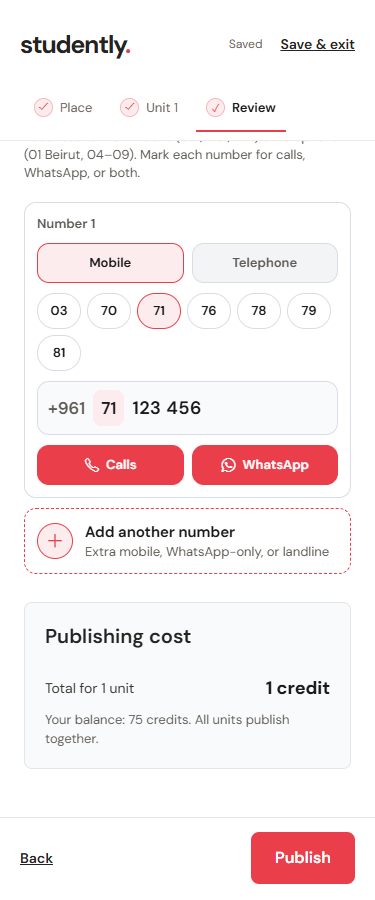 studently.
Saved
Save & exit
Place
Unit 1
Review
(01 Beirut, 04–09). Mark each number for calls,
WhatsApp, or both.
Number 1
Mobile
Telephone
03
70
71
76
78
79
81
+961 71 123 456
Calls
WhatsApp
Add another number
Extra mobile, WhatsApp-only, or landline
Publishing cost
Total for 1 unit
1 credit
Your balance: 75 credits. All units publish
together.
Back
Publish